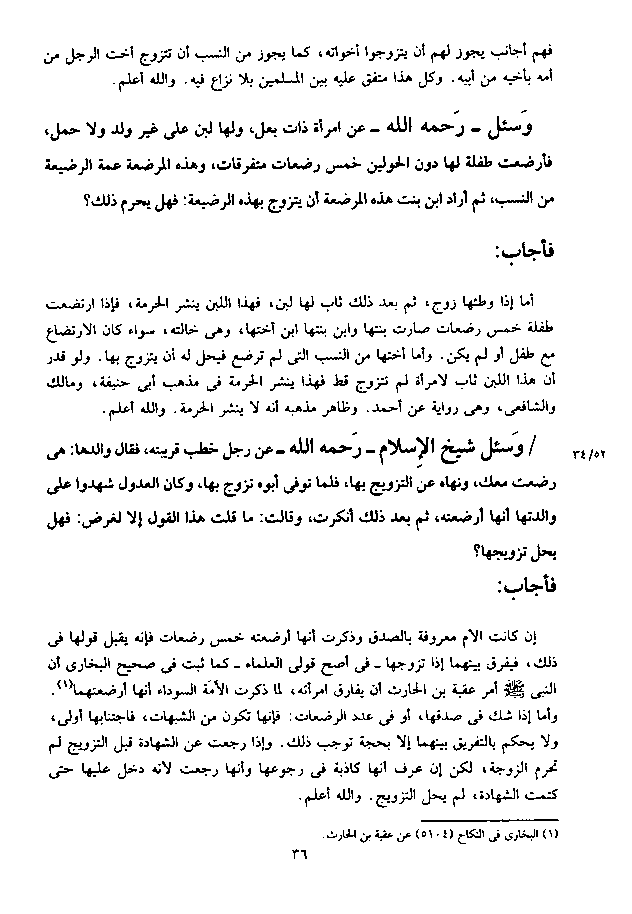 فهم أجانب يجوز لهم أن يتزوجوا أخواته، كما يجوز من النسب أن تتزوج أخت الرجل من
أمه بأخيه من أبيه. وكل هذا متفق عليه بين المسلمين بلا نزاع فيه. والله أعلم.
وَسئل ـ رَحمه الله ـ عن امرأة ذات بعل، ولها لبن على غير ولد ولا حمل،
فأرضعت طفلة لها دون الحولين خمس رضعات متفرقات، وهذه المرضعة عمة الرضيعة
من النسب، ثم أراد ابن بنت هذه المرضعة أن يتزوج بهذه الرضيعة: فهل يحرم ذلك؟
فأجاب:
أما إذا وطئها زوج، ثم بعد ذلك ثاب لها لبن، فهذا اللبن ينشر الحرمة، فإذا ارتضعت
طفلة خمس رضعات صارت بنتها وابن بنتها ابن أختها، وهى خالته، سواء كان الارتضاع
مع طفل أو لم يكن. وأما أختها من النسب التى لم ترضع فيحل له أن يتزوج بها. ولو قدر
أن هذا اللبن ثاب لامرأة لم تتزوج قط فهذا ينشر الحرمة فى مذهب أبى حنيفة، ومالك
والشافعى، وهى رواية عن أحمد. وظاهر مذهبه أنه لا ينشر الحرمة. والله أعلم.
٣٤/٥٢ / وَسئل شيخ الإِسلام ـ رَحمه الله ـ عن رجل خطب قريبته، فقال والدها: هى
رضعت معك، ونهاه عن التزويج بها، فلما توفى أبوه تزوج بها، وكان العدول شهدوا على
والدتها أنها أرضعته، ثم بعد ذلك أنكرت، وقالت: ما قلت هذا القول إلا لغرض: فهل
يحل تزويجها؟
فأجاب:
إن كانت الأم معروفة بالصدق وذكرت أنها أرضعته خمس رضعات فإنه يقبل قولها فى
ذلك، فيفرق بينهما إذا تزوجها ـ فى أصح قولى العلماء ـ كما ثبت فى صحيح البخارى أن
النبى ﷺ أمر عقبة بن الحارث أن يفارق امرأته، لما ذكرت الأمَة السوداء أنها أرضعتهما(١).
وأما إذا شك فى صدقها، أو فى عدد الرضعات: فإنها تكون من الشبهات، فاجتنابها أولى،
ولا يحكم بالتفريق بينهما إلا بحجة توجب ذلك. وإذا رجعت عن الشهادة قبل التزويج لم
تحرم الزوجة، لكن إن عرف أنها كاذبة فى رجوعها وأنها رجعت لأنه دخل عليها حتى
كتمت الشهادة، لم يحل التزويج. والله أعلم.
(١) البخارى فى النكاح (٥١٠٤) عن عقبة بن الحارث.
٣٦